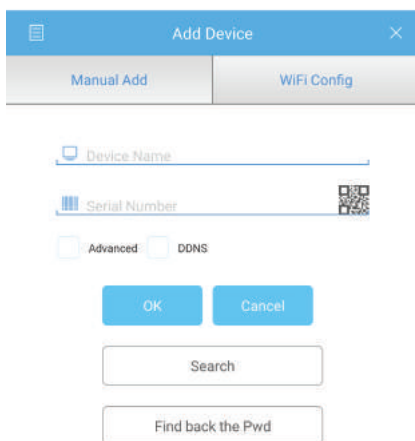 Add Device
Manual Add WiFi Config
Device Name
Serial Number
Advanced DDNS
OK Cancel
Search
Find back the Pwd